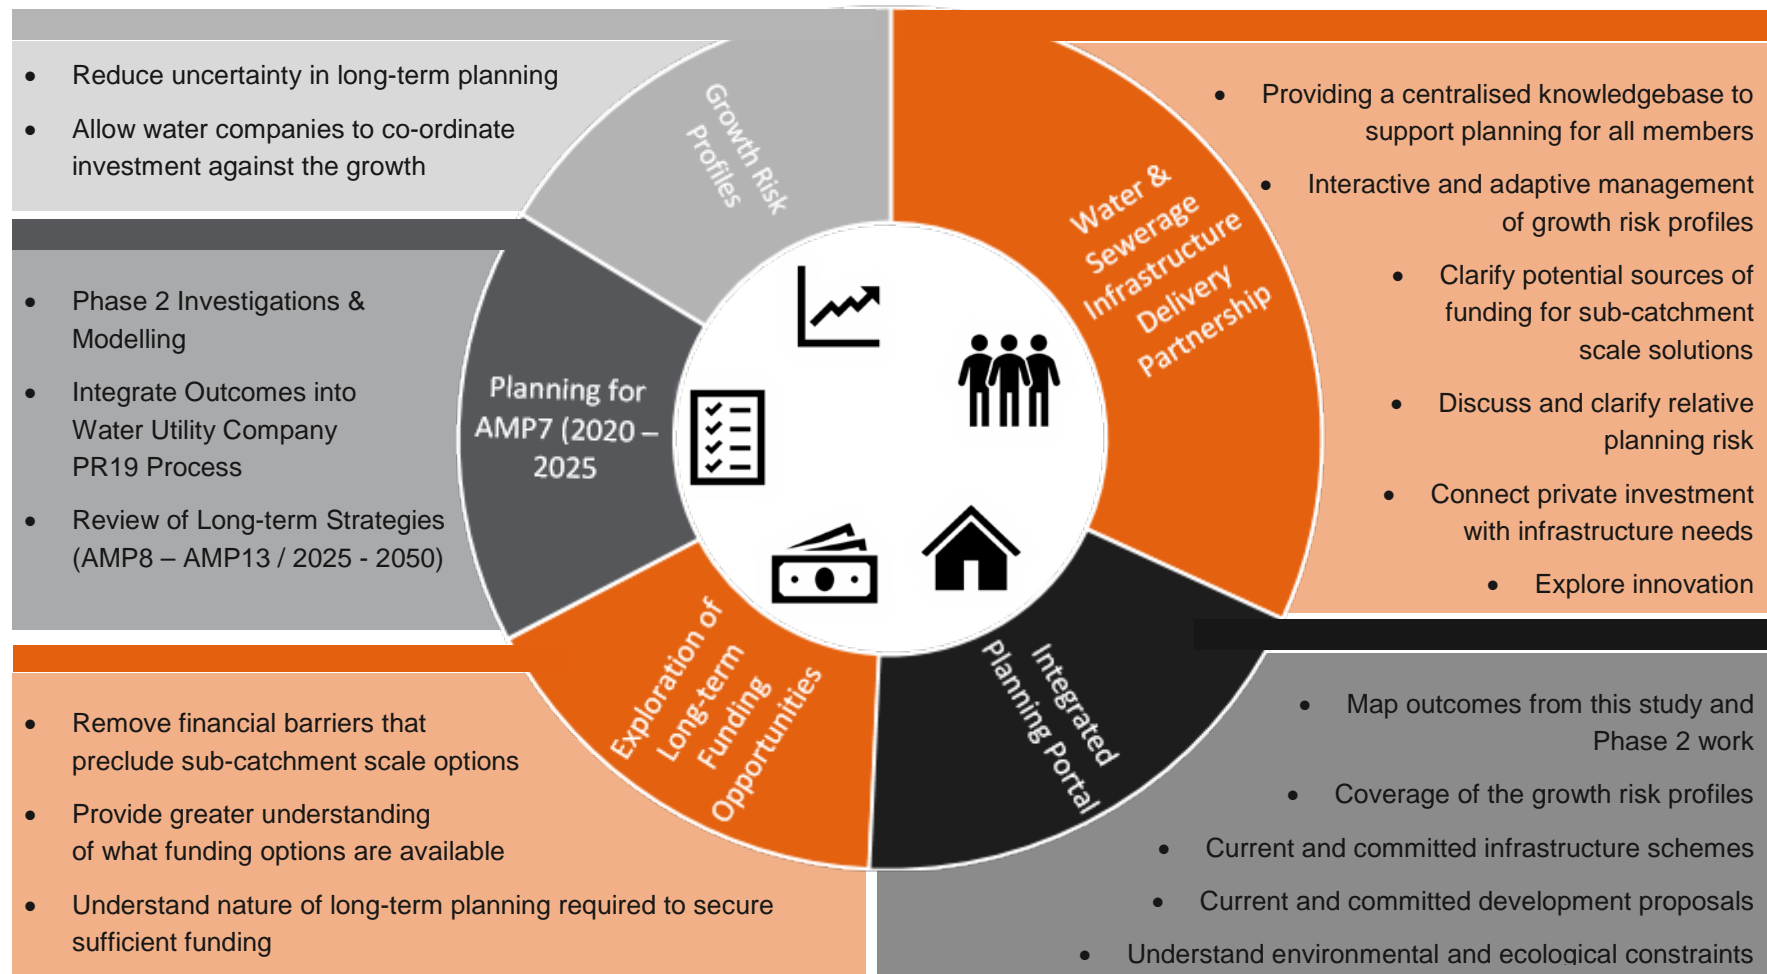 • Reduce uncertainty in long-term planning
• Allow water companies to co-ordinate
investment against the growth
Growth Risk
Profiles
• Phase 2 Investigations &
Modelling
• Integrate Outcomes into
Water Utility Company
PR19 Process
• Review of Long-term Strategies
(AMP8 – AMP13 / 2025 - 2050)
Planning for
AMP7 (2020 –
2025
• Remove financial barriers that
preclude sub-catchment scale options
• Provide greater understanding
of what funding options are available
• Understand nature of long-term planning required to secure
sufficient funding
Exploration of
Long-term
Funding
Opportunities
Water &
Sewerage
Infrastructure
Delivery
Partnership
• Providing a centralised knowledgebase to
support planning for all members
• Interactive and adaptive management
of growth risk profiles
• Clarify potential sources of
funding for sub-catchment
scale solutions
• Discuss and clarify relative
planning risk
• Connect private investment
with infrastructure needs
• Explore innovation
Integrated
Planning Portal
• Map outcomes from this study and
Phase 2 work
• Coverage of the growth risk profiles
• Current and committed infrastructure schemes
• Current and committed development proposals
• Understand environmental and ecological constraints